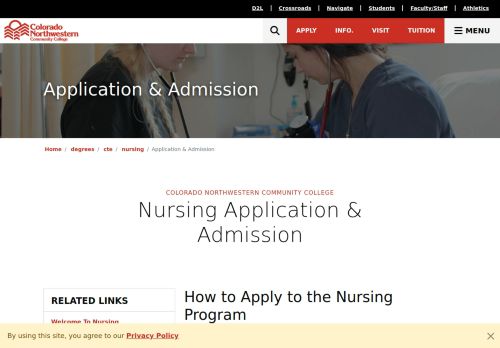 D2L | Crossroads | Navigate | Students | Faculty/Staff | Athletics
Colorado
Northwestern
Community College
APPLY INFO. VISIT TUITION MENU
Application & Admission
Home / degrees / cte / nursing / Application & Admission
COLORADO NORTHWESTERN COMMUNITY COLLEGE
Nursing Application &
Admission
RELATED LINKS
Welcome To Nursing
How to Apply to the Nursing
Program
By using this site, you agree to our Privacy Policy